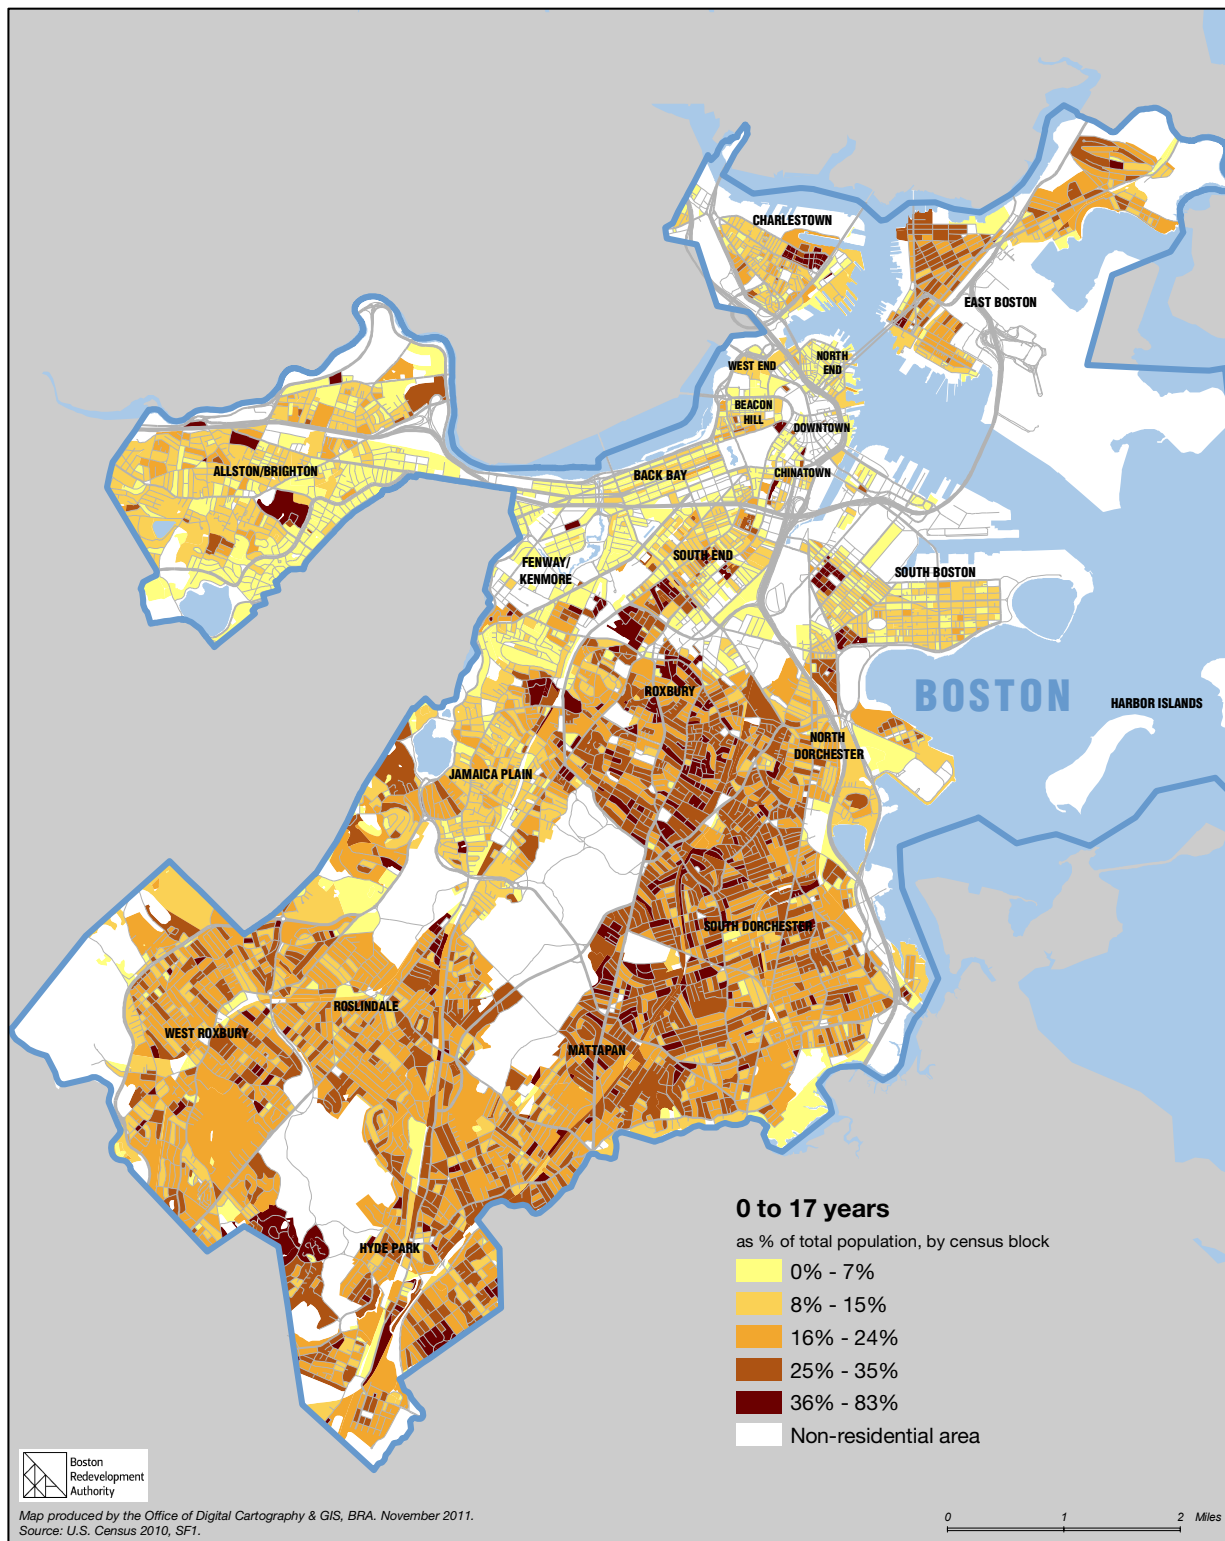 CHARLESTOWN
EAST BOSTON
WEST END
NORTH
END
BEACON
HILL
DOWNTOWN
ALLSTON/BRIGHTON
BACK BAY
CHINATOWN
SOUTH END
FENWAY/
KENMORE
SOUTH BOSTON
ROXBURY
BOSTON
HARBOR ISLANDS
NORTH
DORCHESTER
JAMAICA PLAIN
SOUTH DORCHESTER
ROSLINDALE
WEST ROXBURY
MATTAPAN
HYDE PARK
0 to 17 years
as % of total population, by census block
0% - 7%
8% - 15%
16% - 24%
25% - 35%
36% - 83%
Non-residential area
Boston
Redevelopment
Authority
Map produced by the Office of Digital Cartography & GIS, BRA. November 2011.
Source: U.S. Census 2010, SF1.
0 1 2 Miles